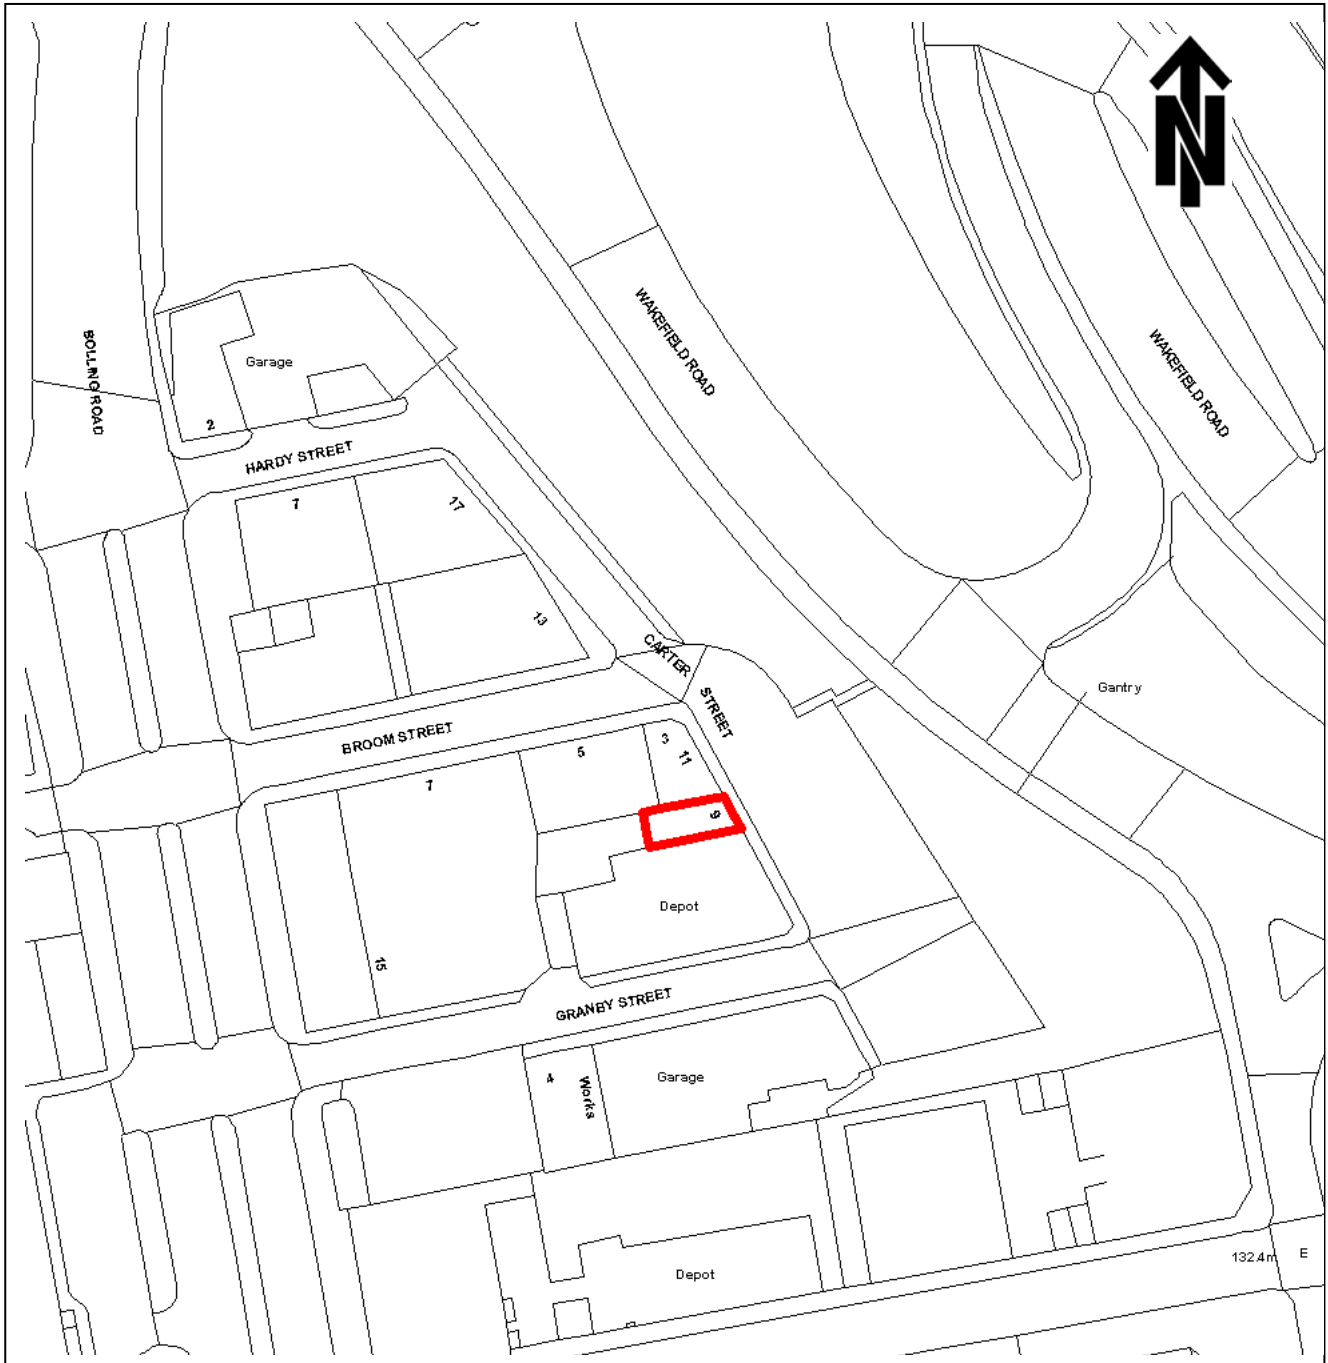 N
WAKEFIELD ROAD
WAKEFIELD ROAD
BOLLING ROAD
Garage
2
HARDY STREET
7
17
13
CARTER STREET
Gantry
BROOM STREET
3
11
5
7
9
Depot
15
GRANBY STREET
4
Works
Garage
132.4m
E
Depot